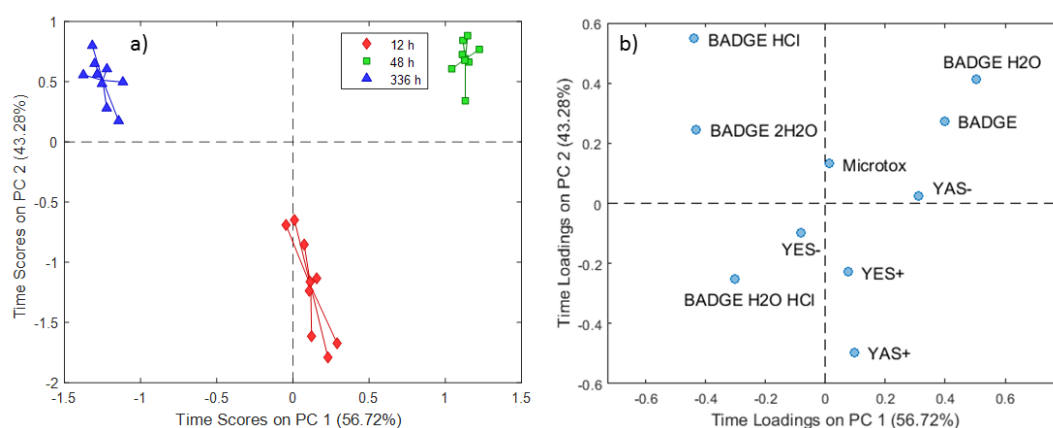 a)
12 h
48 h
336 h
1
0.5
0
-0.5
-1
-1.5
-2
-1.5
-1
-0.5
0
0.5
1
1.5
Time Scores on PC 2 (43.28%)
Time Scores on PC 1 (56.72%)
b)
BADGE HCl
BADGE H2O
BADGE
BADGE 2H2O
Microtox
YAS-
YES-
YES+
BADGE H2O HCl
YAS+
0.6
0.4
0.2
0
-0.2
-0.4
-0.6
-0.6
-0.4
-0.2
0
0.2
0.4
0.6
Time Loadings on PC 2 (43.28%)
Time Loadings on PC 1 (56.72%)